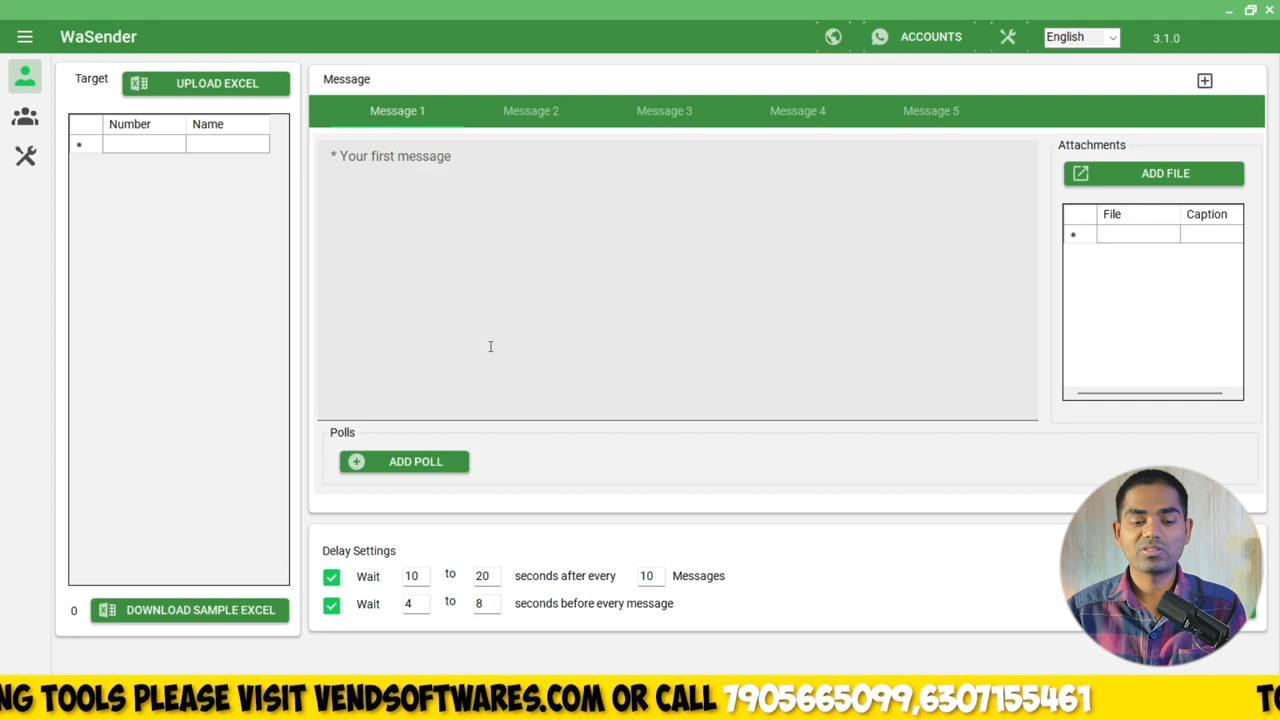 WaSender
ACCOUNTS
English
3.1.0
Target
UPLOAD EXCEL
Number Name
0
DOWNLOAD SAMPLE EXCEL
Message
Message 1 Message 2 Message 3 Message 4 Message 5
* Your first message
Attachments
ADD FILE
File Caption
Polls
ADD POLL
Delay Settings
Wait 10 to 20 seconds after every 10 Messages
Wait 4 to 8 seconds before every message
NG TOOLS PLEASE VISIT VENDSOFTWARES.COM OR CALL 7905665099,6307155461 TO